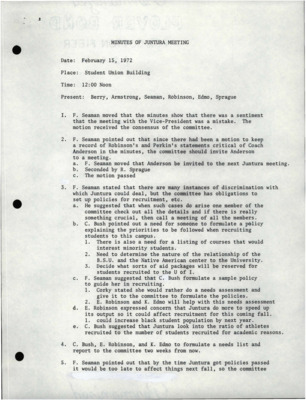 MINUTES OF JUNTURA MEETING
Date: February 15, 1972
Place: Student Union Building
Time: 12:00 Noon
Present: Berry, Armstrong, Seaman, Robinson, Edmo, Sprague
I. F. Seaman moved that the minutes show that there was a sentiment
that the meeting with the Vice-President was a mistake. The
motion received the consensus of the committee.
2. F. Seaman pointed out that since there had been a motion to keep
a record of Robinson's and Perkin's statements critical of Coach
Anderson in the minutes, the committee should invite Anderson
to a meeting.
a. F. Seaman moved that Anderson be invited to the next Juntura meeting.
b. Seconded by R. Sprague
c. The motion passed
3. F. Seaman stated that there are many instances of discrimination with
which Juntura could deal, but the committee has obligations to
set up policies for recruitment, etc.
a. He suggested that when such cases do arise one member of the
committee check out all the details and if there is really
something crucial, then call a meeting of all the members.
b. C. Bush pointed out a need for someone to formulate a policy
explaining the priorities to be followed when recruiting
students to this campus.
1. There is also a need for a listing of courses that would
interest minority students.
2. Need to determine the nature of the relationship of the
B.S.U. and the Native American center to the University.
3. Decide what sorts of aid packages will be reserved for
students recruited to the U of I.
c. F. Seaman suggested that C. Bush formulate a sample policy
to guide her in recruiting.
1. Corky stated she would rather do a needs assessment and
give it to the committee to formulate the policies.
2. E. Robinson and K. Edmo will help with this needs assessment
d. E. Robinson expressed concern that Juntura do more to speed up
its output so it could affect recruitment for this coming fall.
1. could increase black student population by next year.
e. C. Bush suggested that Juntura look into the ratio of athletes
recruited to the number of students recruited for academic reasons.
4. C. Bush, E. Robinson, and K. Edmo to formulate a needs list and
report to the committee two weeks from now.
5. F. Seaman pointed out that by the time Juntura got policies passed
it would be too late to affect things next fall, so the committee